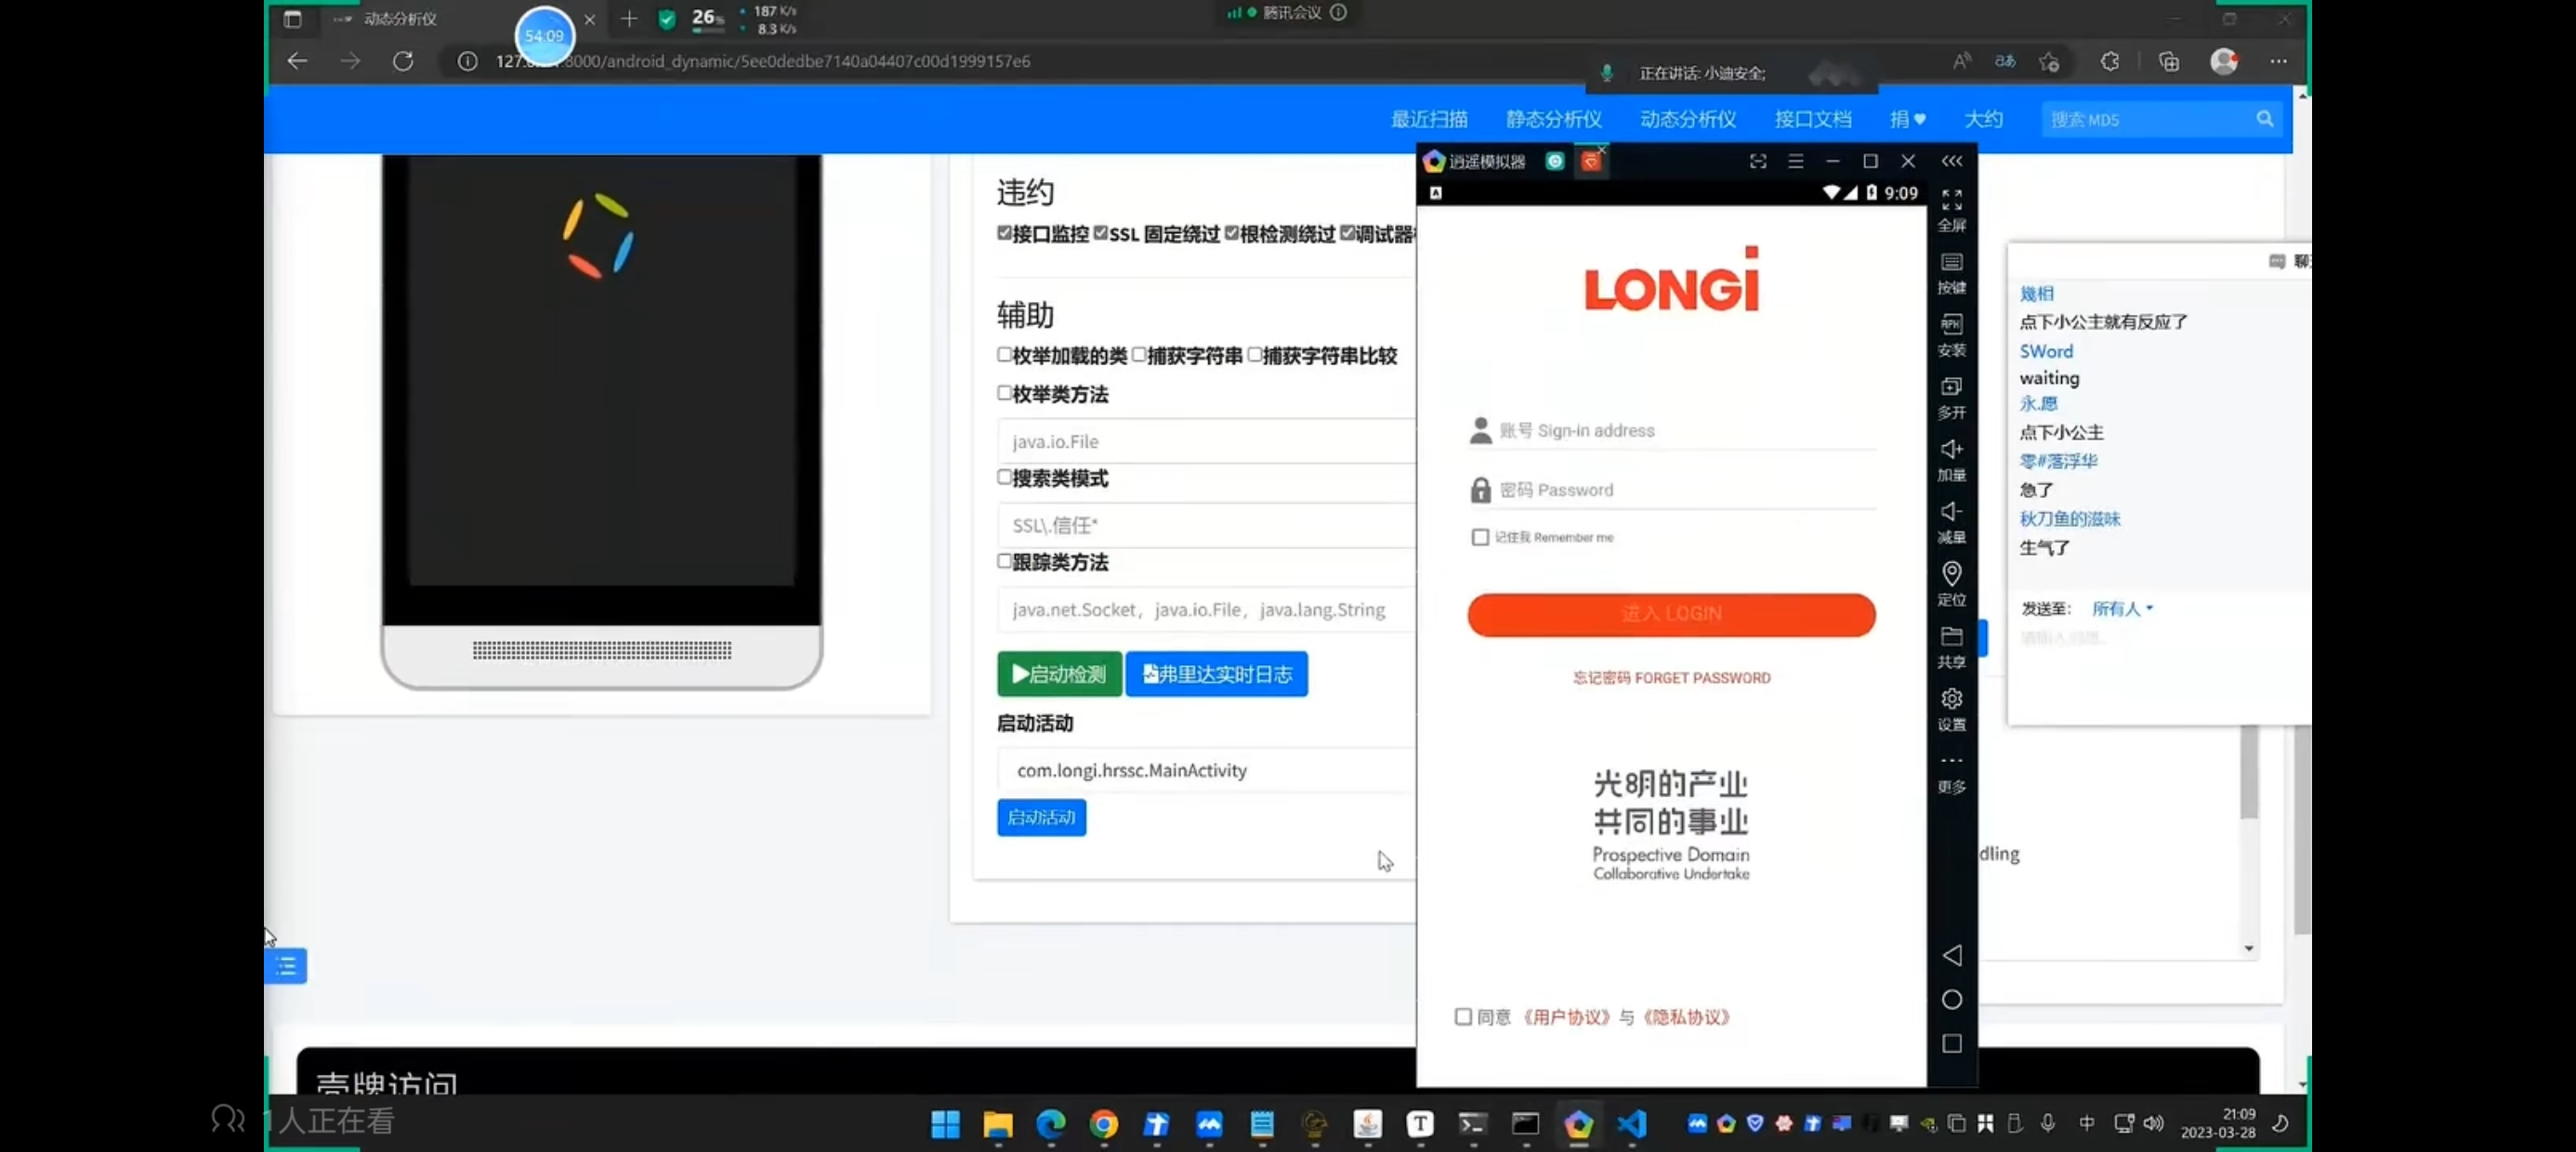 动态分析仪
54:09
26%
187 K/s
8.3 K/s
腾讯会议
:8000/android_dynamic/5ee0dedbe7140a04407c00d1999157e6
正在讲话: 小迪安全;
最近扫描 静态分析仪 动态分析仪 接口文档 捐♥ 大约
搜索 MD5
违约
接口监控 SSL 固定绕过 根检测绕过 调试器
辅助
枚举加载的类 捕获字符串 捕获字符串比较
枚举类方法
java.io.File
搜索类模式
SSL\.信任*
跟踪类方法
java.net.Socket，java.io.File，java.lang.String
启动检测 弗里达实时日志
启动活动
com.longi.hrssc.MainActivity
启动活动
逍遥模拟器
9:09
LONGi
账号 Sign-in address
密码 Password
记住我 Remember me
进入 LOGIN
忘记密码 FORGET PASSWORD
光明的产业
共同的事业
Prospective Domain
Collaborative Undertake
同意 《用户协议》 与 《隐私协议》
全屏
按键
安装
多开
加量
减量
定位
共享
设置
更多
幾相
点下小公主就有反应了
SWord
waiting
永.愿
点下小公主
零#落浮华
急了
秋刀鱼的滋味
生气了
发送至: 所有人
dling
壳牌访问
1人正在看
中
21:09
2023-03-28